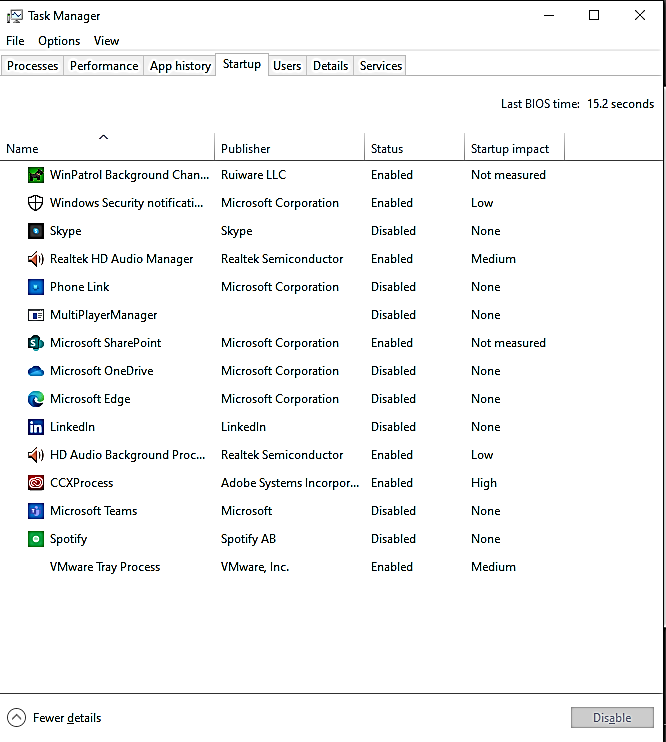 Task Manager
File Options View
Processes Performance App history Startup Users Details Services
Last BIOS time: 15.2 seconds
Name Publisher Status Startup impact
WinPatrol Background Chan... Ruiware LLC Enabled Not measured
Windows Security notificati... Microsoft Corporation Enabled Low
Skype Skype Disabled None
Realtek HD Audio Manager Realtek Semiconductor Enabled Medium
Phone Link Microsoft Corporation Disabled None
MultiPlayerManager Disabled None
Microsoft SharePoint Microsoft Corporation Enabled Not measured
Microsoft OneDrive Microsoft Corporation Disabled None
Microsoft Edge Microsoft Corporation Disabled None
LinkedIn LinkedIn Disabled None
HD Audio Background Proc... Realtek Semiconductor Enabled Low
CCXProcess Adobe Systems Incorpor... Enabled High
Microsoft Teams Microsoft Disabled None
Spotify Spotify AB Disabled None
VMware Tray Process VMware, Inc. Enabled Medium
Fewer details Disable